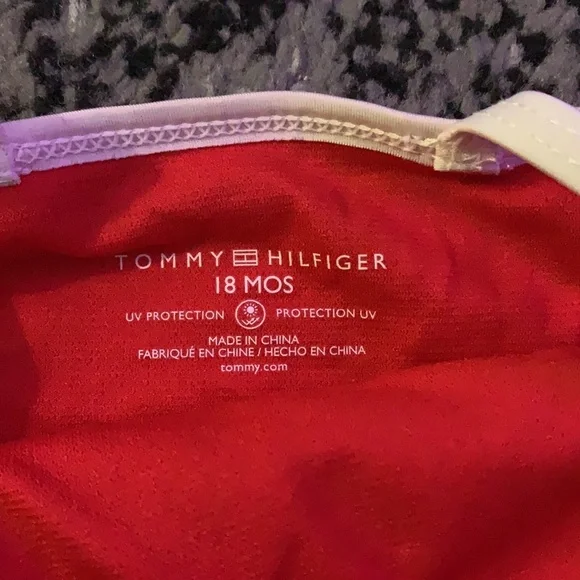 TOMMY HILFIGER
18 MOS
UV PROTECTION PROTECTION UV
MADE IN CHINA
FABRIQUÉ EN CHINE / HECHO EN CHINA
tommy.com